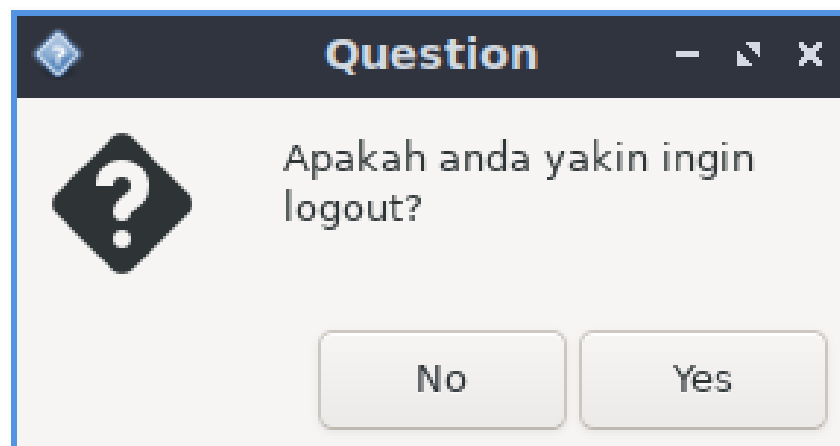 Question
Apakah anda yakin ingin
logout?
No
Yes